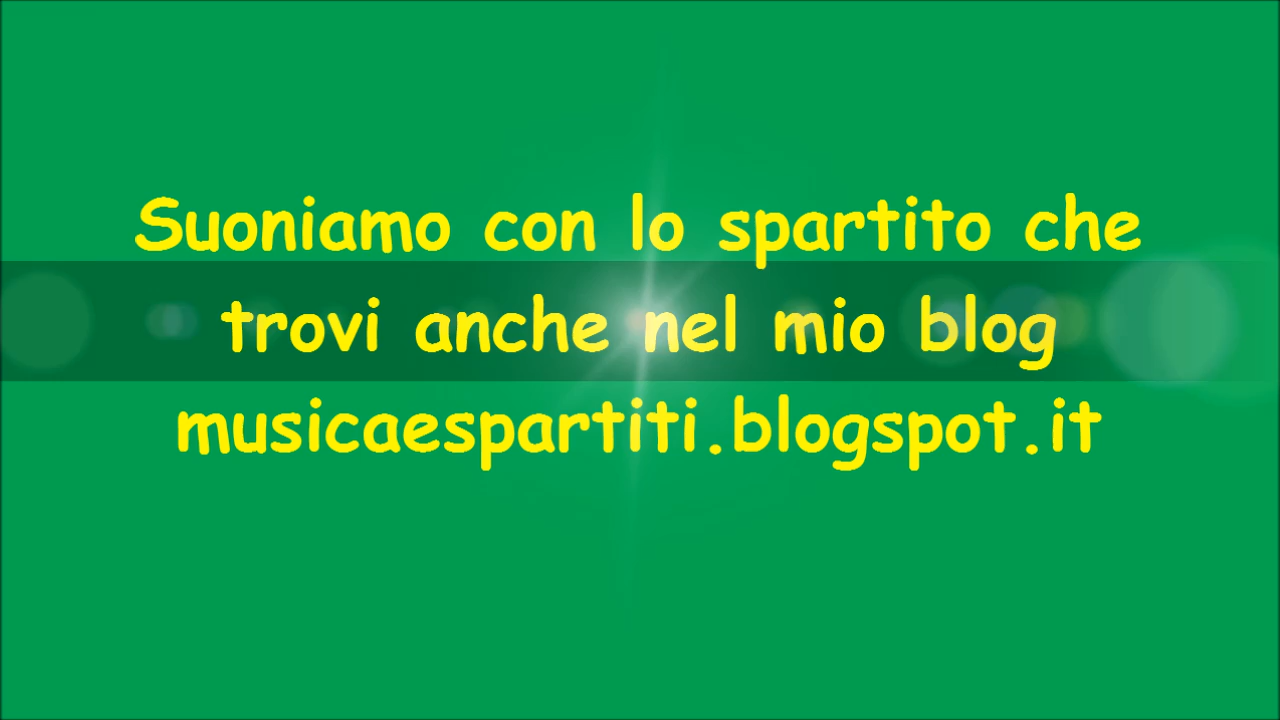 Suoniamo con lo spartito che
trovi anche nel mio blog
musicaespartiti.blogspot.it